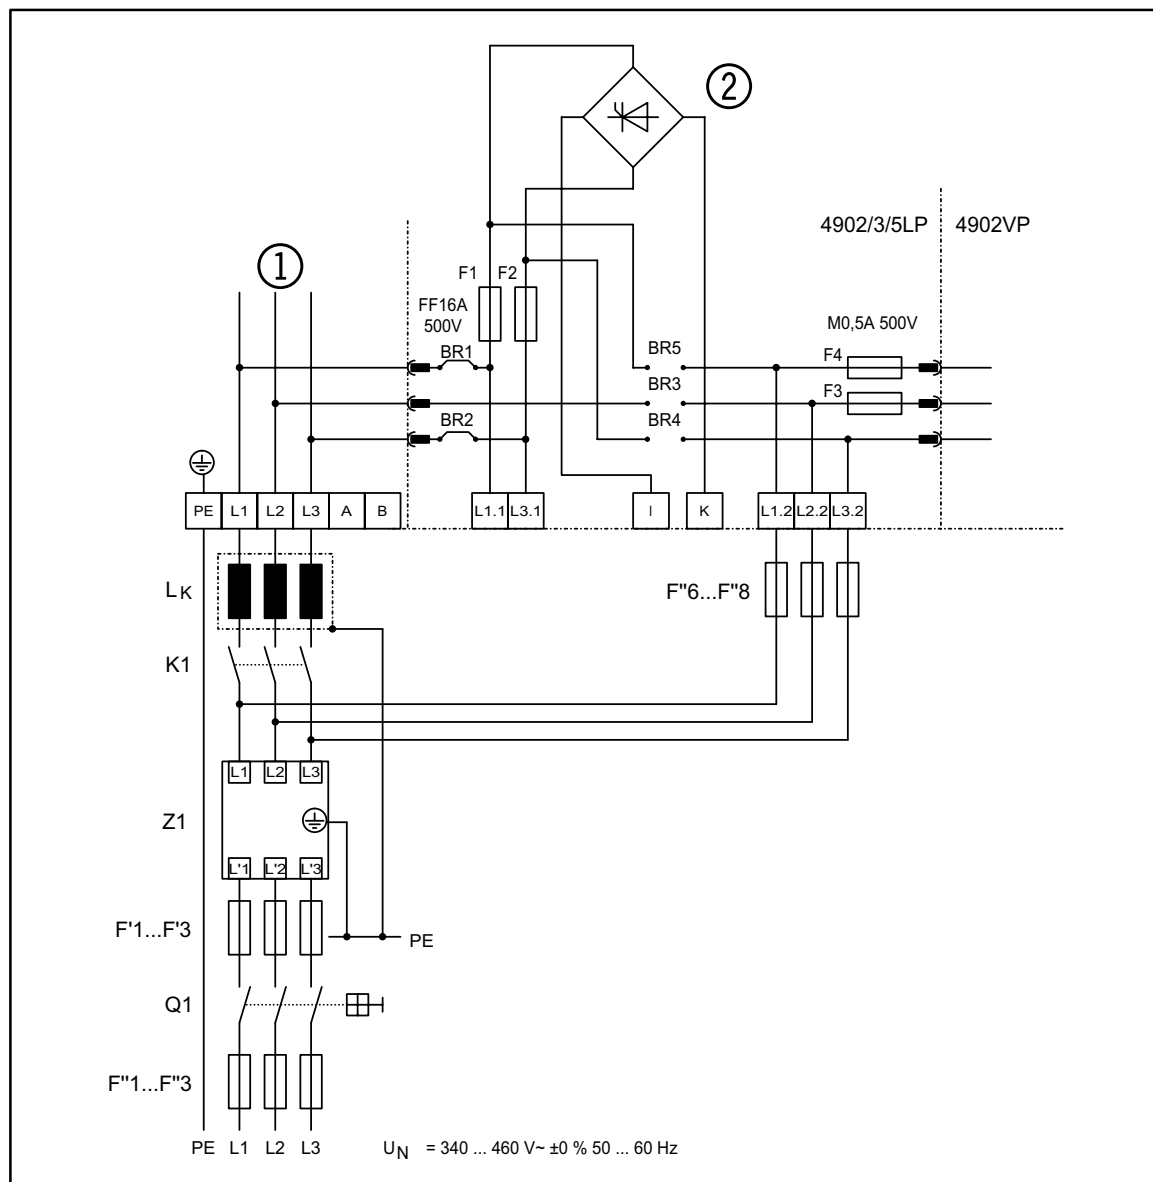 2
4902/3/5LP
4902VP
1
F1
F2
FF16A
500V
M0,5A 500V
BR1
BR5
F4
BR3
F3
BR2
BR4
PE
L1
L2
L3
A
B
L1.1
L3.1
I
K
L1.2
L2.2
L3.2
LK
F"6...F"8
K1
L1
L2
L3
Z1
L'1
L'2
L'3
F'1...F'3
PE
Q1
F"1...F"3
PE
L1
L2
L3
UN = 340 ... 460 V~ ±0 % 50 ... 60 Hz